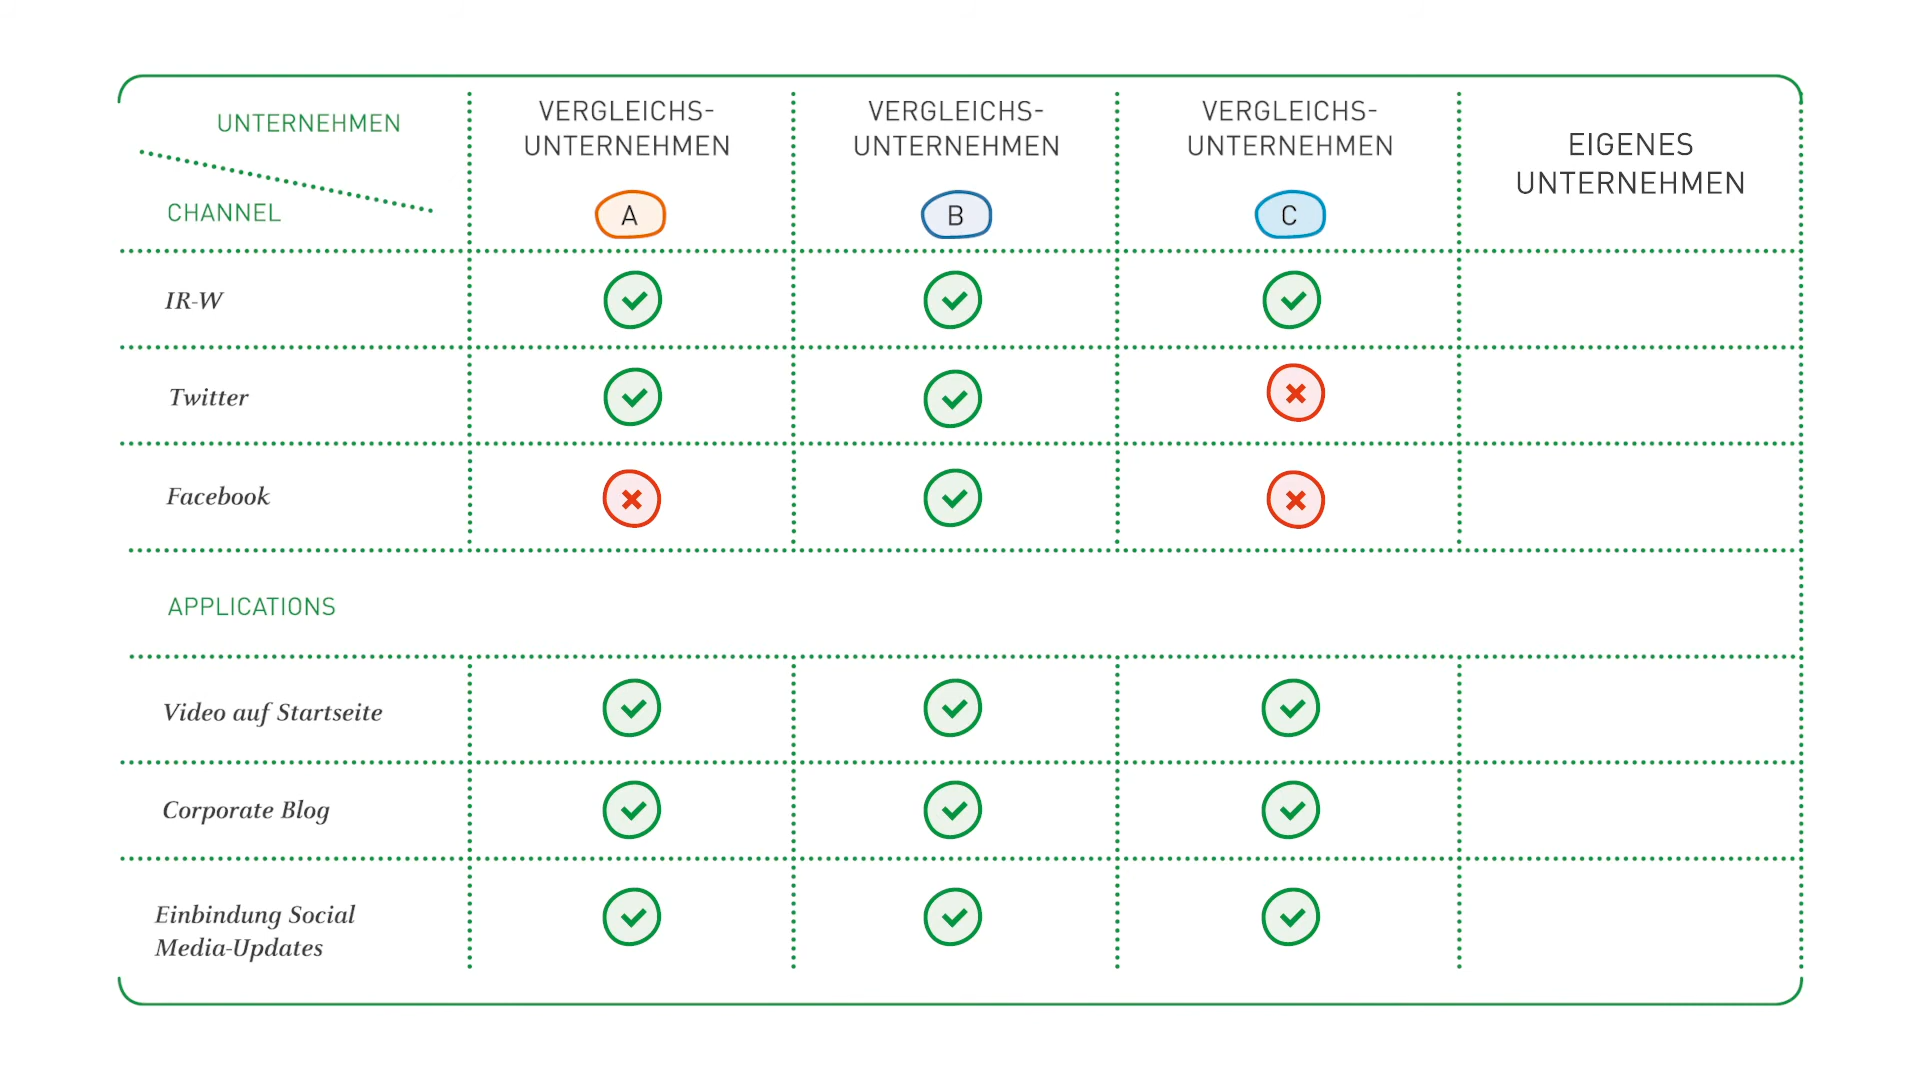 UNTERNEHMEN
CHANNEL
VERGLEICHS-
UNTERNEHMEN
A
VERGLEICHS-
UNTERNEHMEN
B
VERGLEICHS-
UNTERNEHMEN
C
EIGENES
UNTERNEHMEN
IR-W
Twitter
Facebook
APPLICATIONS
Video auf Startseite
Corporate Blog
Einbindung Social
Media-Updates